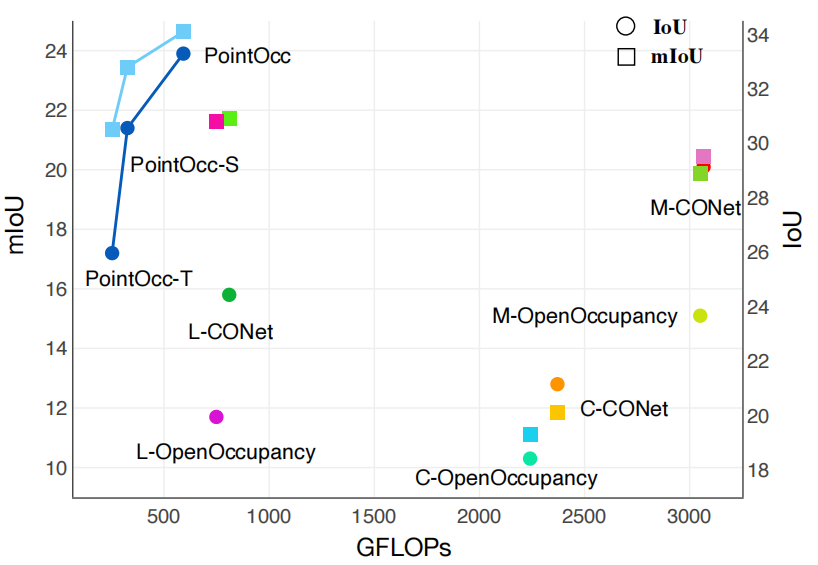 IoU
mIoU
24
22
20
18
16
14
12
10
mIoU
34
32
30
28
26
24
22
20
18
IoU
PointOcc
PointOcc-S
PointOcc-T
L-CONet
L-OpenOccupancy
M-CONet
M-OpenOccupancy
C-CONet
C-OpenOccupancy
500 1000 1500 2000 2500 3000
GFLOPs